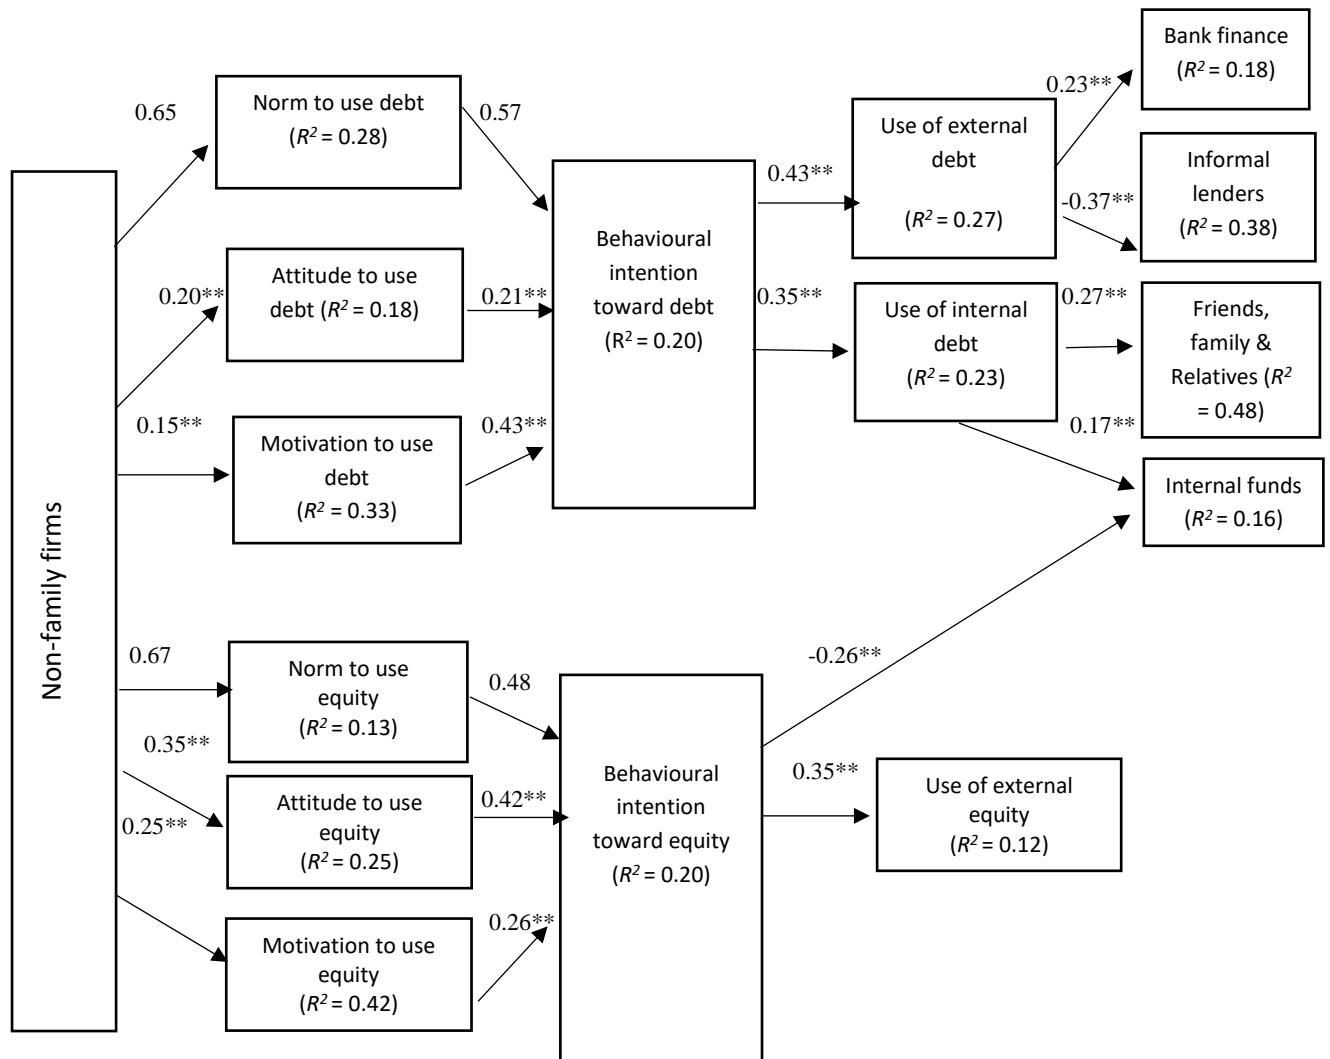 Non-family firms
0.65
Norm to use debt
(R² = 0.28)
0.57
0.20**
Attitude to use
debt (R² = 0.18)
0.21**
0.15**
Motivation to use
debt
(R² = 0.33)
0.43**
Behavioural
intention
toward debt
(R² = 0.20)
0.43**
Use of external
debt
(R² = 0.27)
0.23**
Bank finance
(R² = 0.18)
-0.37**
Informal
lenders
(R² = 0.38)
0.35**
Use of internal
debt
(R² = 0.23)
0.27**
Friends,
family &
Relatives (R²
= 0.48)
0.17**
Internal funds
(R² = 0.16)
0.67
Norm to use
equity
(R² = 0.13)
0.48
0.35**
Attitude to use
equity
(R² = 0.25)
0.42**
0.25**
Motivation to use
equity
(R² = 0.42)
0.26**
Behavioural
intention
toward equity
(R² = 0.20)
-0.26**
0.35**
Use of external
equity
(R² = 0.12)